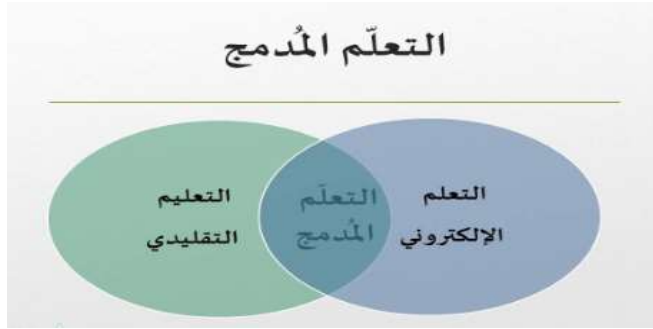 التعلّم المُدمج
التعلم
الإلكتروني
التعلّم
المُدمج
التعليم
التقليدي